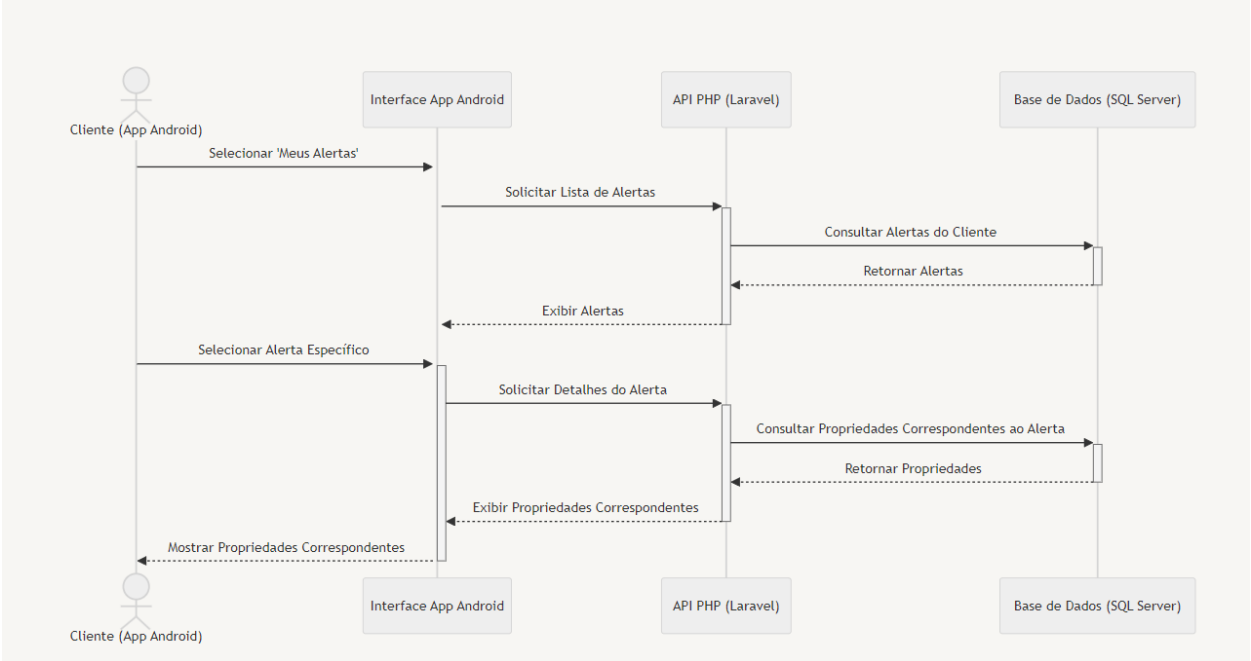 Cliente (App Android)
Interface App Android
API PHP (Laravel)
Base de Dados (SQL Server)
Selecionar 'Meus Alertas'
Solicitar Lista de Alertas
Consultar Alertas do Cliente
Retornar Alertas
Exibir Alertas
Selecionar Alerta Específico
Solicitar Detalhes do Alerta
Consultar Propriedades Correspondentes ao Alerta
Retornar Propriedades
Exibir Propriedades Correspondentes
Mostrar Propriedades Correspondentes
Cliente (App Android)
Interface App Android
API PHP (Laravel)
Base de Dados (SQL Server)